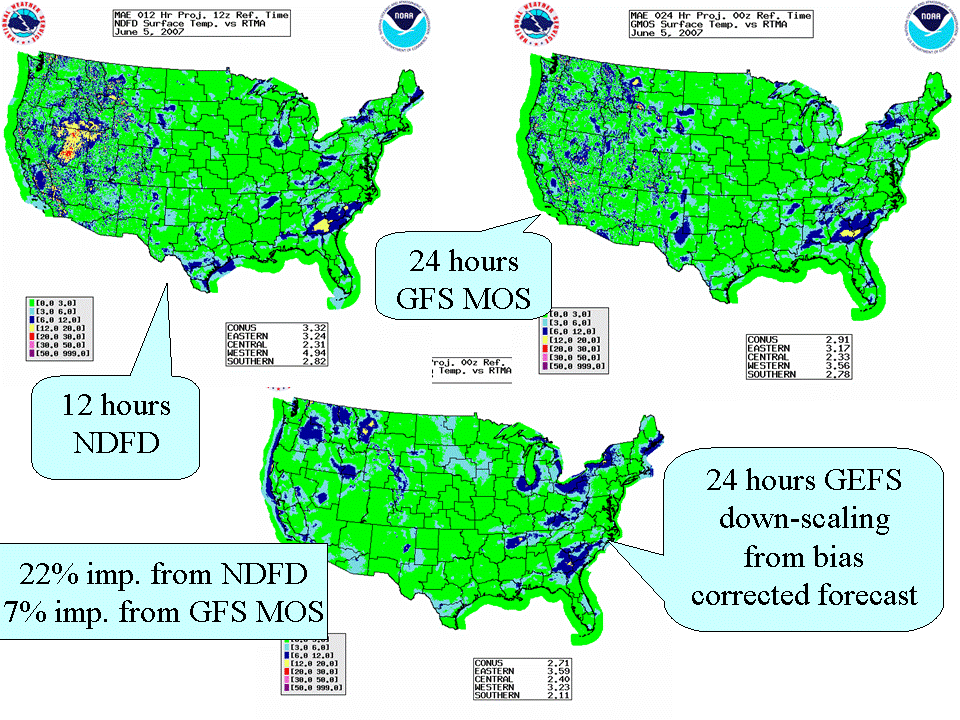 MAE 012 Hr Proj. 12z Ref. Time
NDFD Surface Temp. vs RTMA
June 5, 2007
NOAA
MAE 024 Hr Proj. 00z Ref. Time
GMOS Surface Temp. vs RTMA
June 5, 2007
NOAA
24 hours
GFS MOS
[0.0 3.0]
[3.0 6.0]
[6.0 12.0]
[12.0 20.0]
[20.0 30.0]
[30.0 50.0]
[50.0 999.0]
CONUS 3.32
EASTERN 3.24
CENTRAL 2.31
WESTERN 4.94
SOUTHERN 2.82
[0.0 3.0]
[3.0 6.0]
[6.0 12.0]
[12.0 20.0]
[20.0 30.0]
[30.0 50.0]
[50.0 999.0]
CONUS 2.91
EASTERN 3.17
CENTRAL 2.33
WESTERN 3.56
SOUTHERN 2.78
12 hours
NDFD
roj. 00z Ref.
Temp. vs RTMA
24 hours GEFS
down-scaling
from bias
corrected forecast
22% imp. from NDFD
7% imp. from GFS MOS
[3.0 6.0]
[6.0 12.0]
[12.0 20.0]
[20.0 30.0]
[30.0 50.0]
[50.0 999.0]
CONUS 2.71
EASTERN 3.59
CENTRAL 2.40
WESTERN 3.23
SOUTHERN 2.11